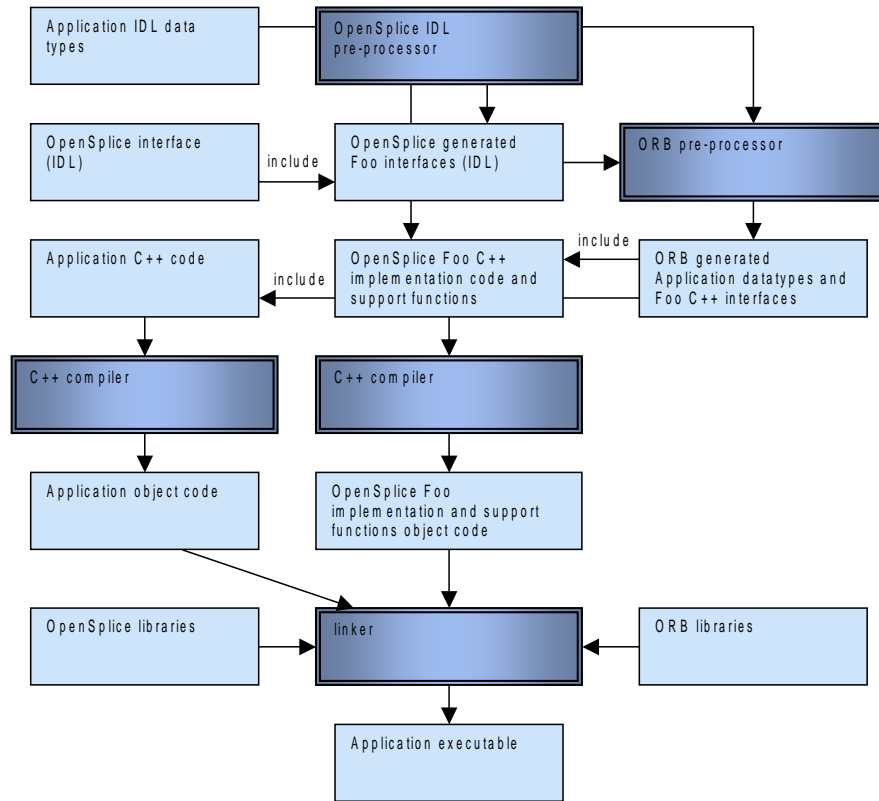 Application IDL data
types
OpenSplice IDL
pre-processor
OpenSplice interface
(IDL)
include
OpenSplice generated
Foo interfaces (IDL)
ORB pre-processor
Application C++ code
include
OpenSplice Foo C++
implementation code and
support functions
include
ORB generated
Application datatypes and
Foo C++ interfaces
C++ compiler
C++ compiler
Application object code
OpenSplice Foo
implementation and support
functions object code
OpenSplice libraries
linker
ORB libraries
Application executable